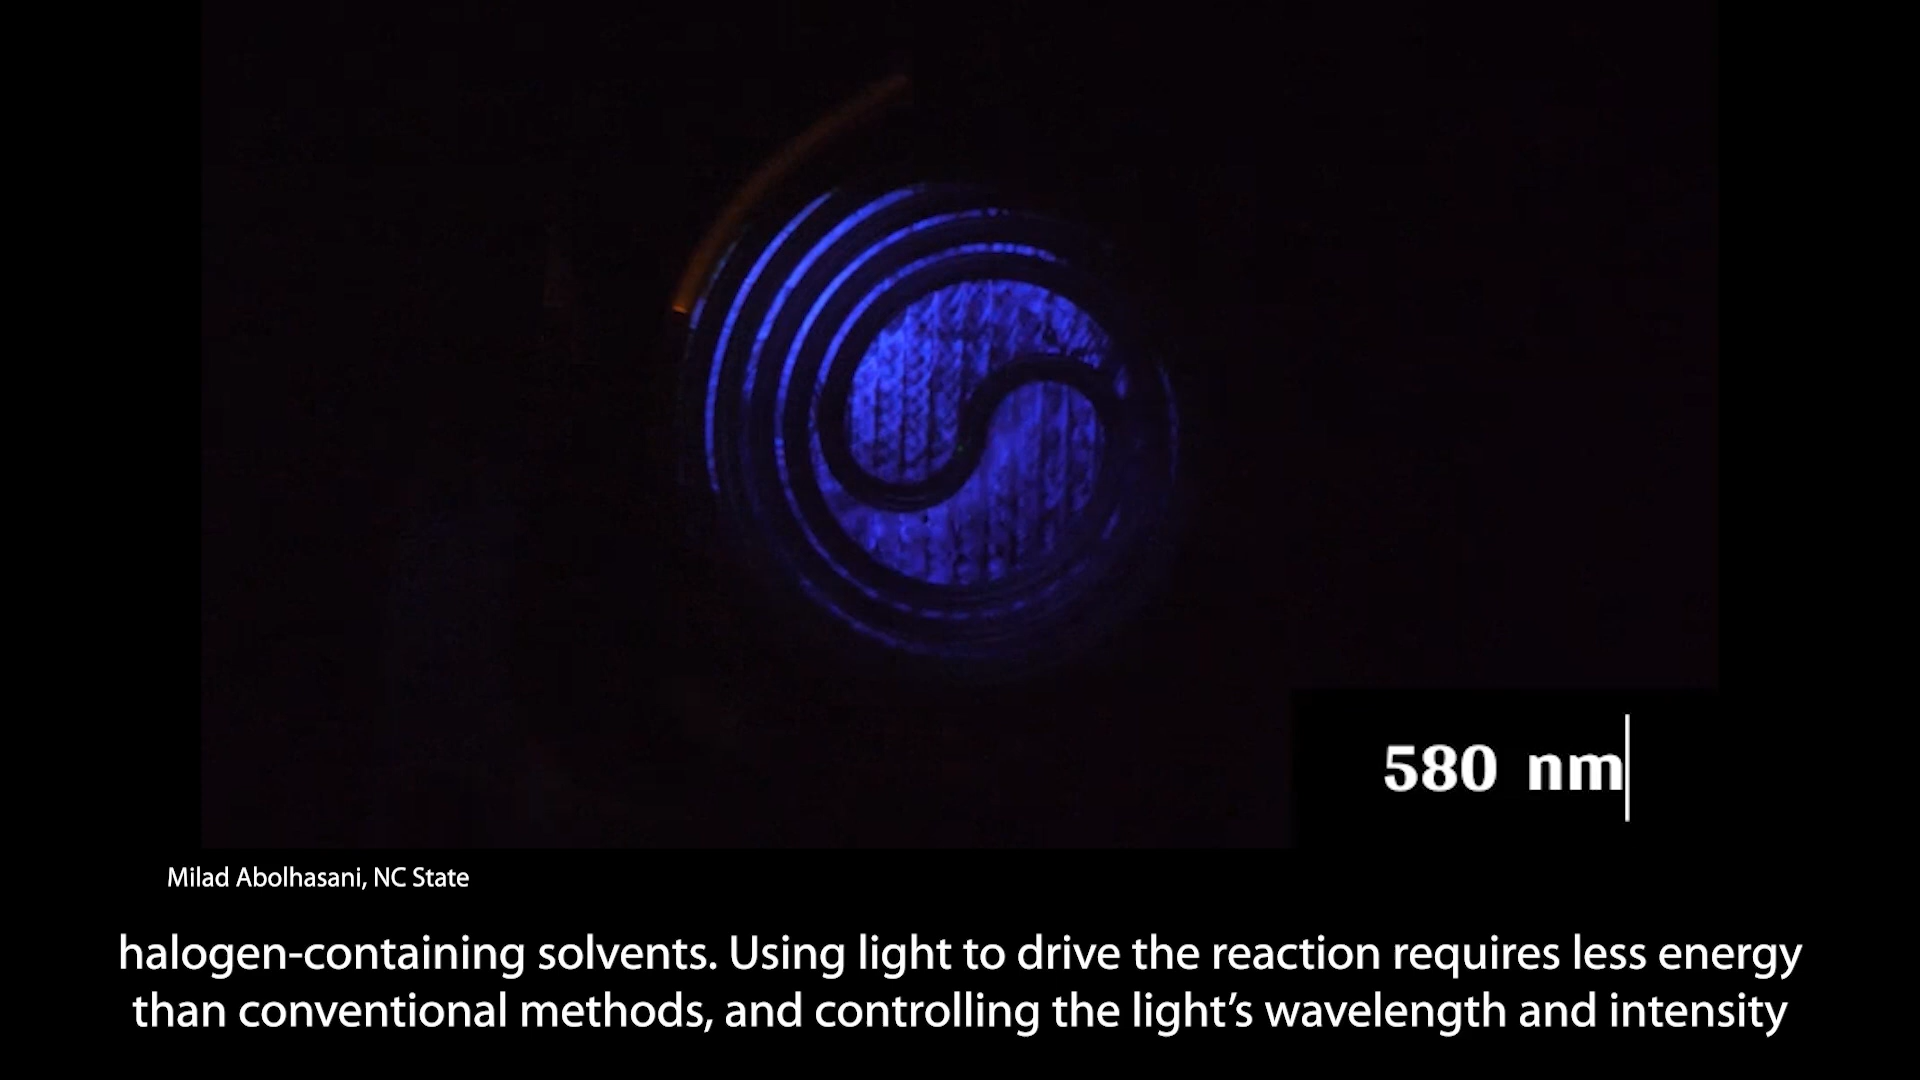 580 nm
Milad Abolhasani, NC State
halogen-containing solvents. Using light to drive the reaction requires less energy
than conventional methods, and controlling the light’s wavelength and intensity